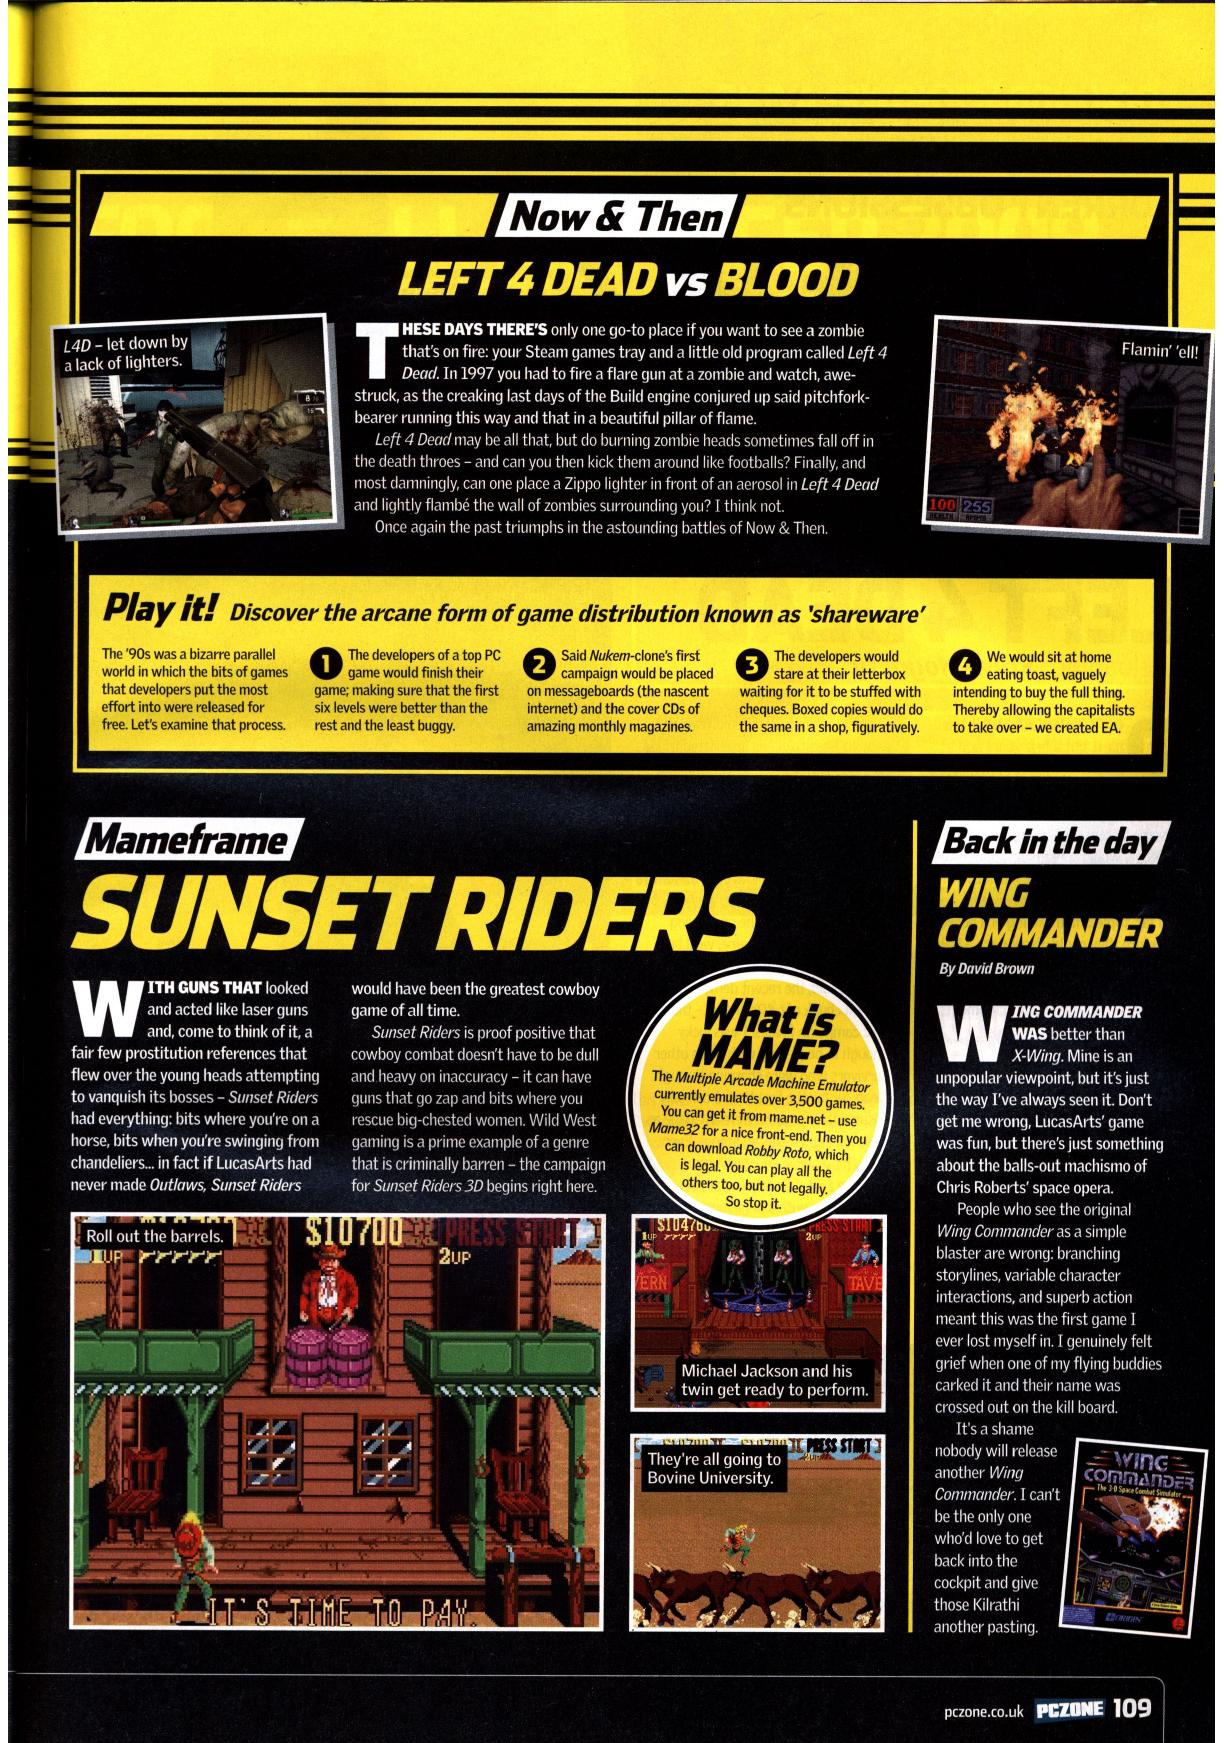 Now & Then
LEFT 4 DEAD vs BLOOD
L4D – let down by
a lack of lighters.
THESE DAYS THERE'S only one go-to place if you want to see a zombie
that's on fire: your Steam games tray and a little old program called Left 4
Dead. In 1997 you had to fire a flare gun at a zombie and watch, awe-
struck, as the creaking last days of the Build engine conjured up said pitchfork-
bearer running this way and that in a beautiful pillar of flame.
Left 4 Dead may be all that, but do burning zombie heads sometimes fall off in
the death throes – and can you then kick them around like footballs? Finally, and
most damningly, can one place a Zippo lighter in front of an aerosol in Left 4 Dead
and lightly flambé the wall of zombies surrounding you? I think not.
Once again the past triumphs in the astounding battles of Now & Then.
Flamin' 'ell!
100 255
Play it! Discover the arcane form of game distribution known as 'shareware'
The '90s was a bizarre parallel
world in which the bits of games
that developers put the most
effort into were released for
free. Let's examine that process.
1 The developers of a top PC
game would finish their
game; making sure that the first
six levels were better than the
rest and the least buggy.
2 Said Nukem-clone's first
campaign would be placed
on messageboards (the nascent
internet) and the cover CDs of
amazing monthly magazines.
3 The developers would
stare at their letterbox
waiting for it to be stuffed with
cheques. Boxed copies would do
the same in a shop, figuratively.
4 We would sit at home
eating toast, vaguely
intending to buy the full thing.
Thereby allowing the capitalists
to take over – we created EA.
Mameframe
SUNSET RIDERS
WITH GUNS THAT looked
and acted like laser guns
and, come to think of it, a
fair few prostitution references that
flew over the young heads attempting
to vanquish its bosses – Sunset Riders
had everything: bits where you're on a
horse, bits when you're swinging from
chandeliers... in fact if LucasArts had
never made Outlaws, Sunset Riders
would have been the greatest cowboy
game of all time.
Sunset Riders is proof positive that
cowboy combat doesn't have to be dull
and heavy on inaccuracy – it can have
guns that go zap and bits where you
rescue big-chested women. Wild West
gaming is a prime example of a genre
that is criminally barren – the campaign
for Sunset Riders 3D begins right here.
What is
MAME?
The Multiple Arcade Machine Emulator
currently emulates over 3,500 games.
You can get it from mame.net – use
Mame32 for a nice front-end. Then you
can download Robby Roto, which
is legal. You can play all the
others too, but not legally.
So stop it.
Roll out the barrels.
$10700
PRESS START
1UP
2UP
IT'S TIME TO PAY.
PRESS START
1UP
2UP
TAVE
Michael Jackson and his
twin get ready to perform.
PRESS START
They're all going to
Bovine University.
Back in the day
WING
COMMANDER
By David Brown
WING COMMANDER
WAS better than
X-Wing. Mine is an
unpopular viewpoint, but it's just
the way I've always seen it. Don't
get me wrong, LucasArts' game
was fun, but there's just something
about the balls-out machismo of
Chris Roberts' space opera.
People who see the original
Wing Commander as a simple
blaster are wrong: branching
storylines, variable character
interactions, and superb action
meant this was the first game I
ever lost myself in. I genuinely felt
grief when one of my flying buddies
carked it and their name was
crossed out on the kill board.
It's a shame
nobody will release
another Wing
Commander. I can't
be the only one
who'd love to get
back into the
cockpit and give
those Kilrathi
another pasting.
WING
COMMANDER
The 3-D Space Combat Simulator
ORIGIN
pczone.co.uk PCZONE 109